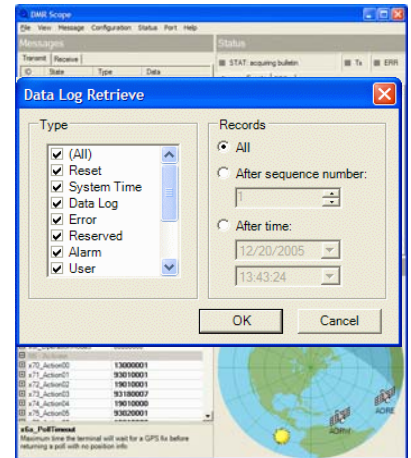 DMR Scope
File View Message Configuration Status Port Help
Messages
Status
Transmit Receive
STAT: acquiring bulletin Tx ERR
ID State Type Data
Data Log Retrieve
Type
(All)
Reset
System Time
Data Log
Error
Reserved
Alarm
User
Records
All
After sequence number:
1
After time:
12/20/2005
13:43:24
OK Cancel
x70_Action00 13000001
x71_Action01 93010001
x72_Action02 19010001
x73_Action03 93180007
x74_Action04 19010000
x75_Action05 93020001
x6a_PollTimeout
Maximum time the terminal will wait for a GPS fix before
returning a poll with no position info
AORE